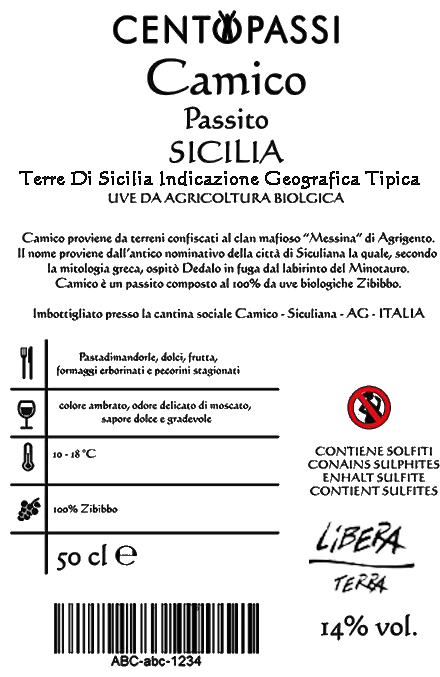 CENTOPASSI
Camico
Passito
SICILIA
Terre Di Sicilia Indicazione Geografica Tipica
UVE DA AGRICOLTURA BIOLGICA
Camico proviene da terreni confiscati al clan mafioso "Messina" di Agrigento.
Il nome proviene dall'antico nominativo della città di Siculiana la quale, secondo
la mitologia greca, ospitò Dedalo in fuga dal labirinto del Minotauro.
Camico è un passito composto al 100% da uve biologiche Zibibbo.
Imbottigliato presso la cantina sociale Camico - Siculiana - AG - ITALIA
Pastadimandorle, dolci, frutta,
formaggi erborinati e pecorini stagionati
colore ambrato, odore delicato di moscato,
sapore dolce e gradevole
10 - 18 °C
100% Zibibbo
50 cl ℮
CONTIENE SOLFITI
CONAINS SULPHITES
ENHALT SULFITE
CONTIENT SULFITES
LiBERA
TERRA
14% vol.
ABC-abc-1234